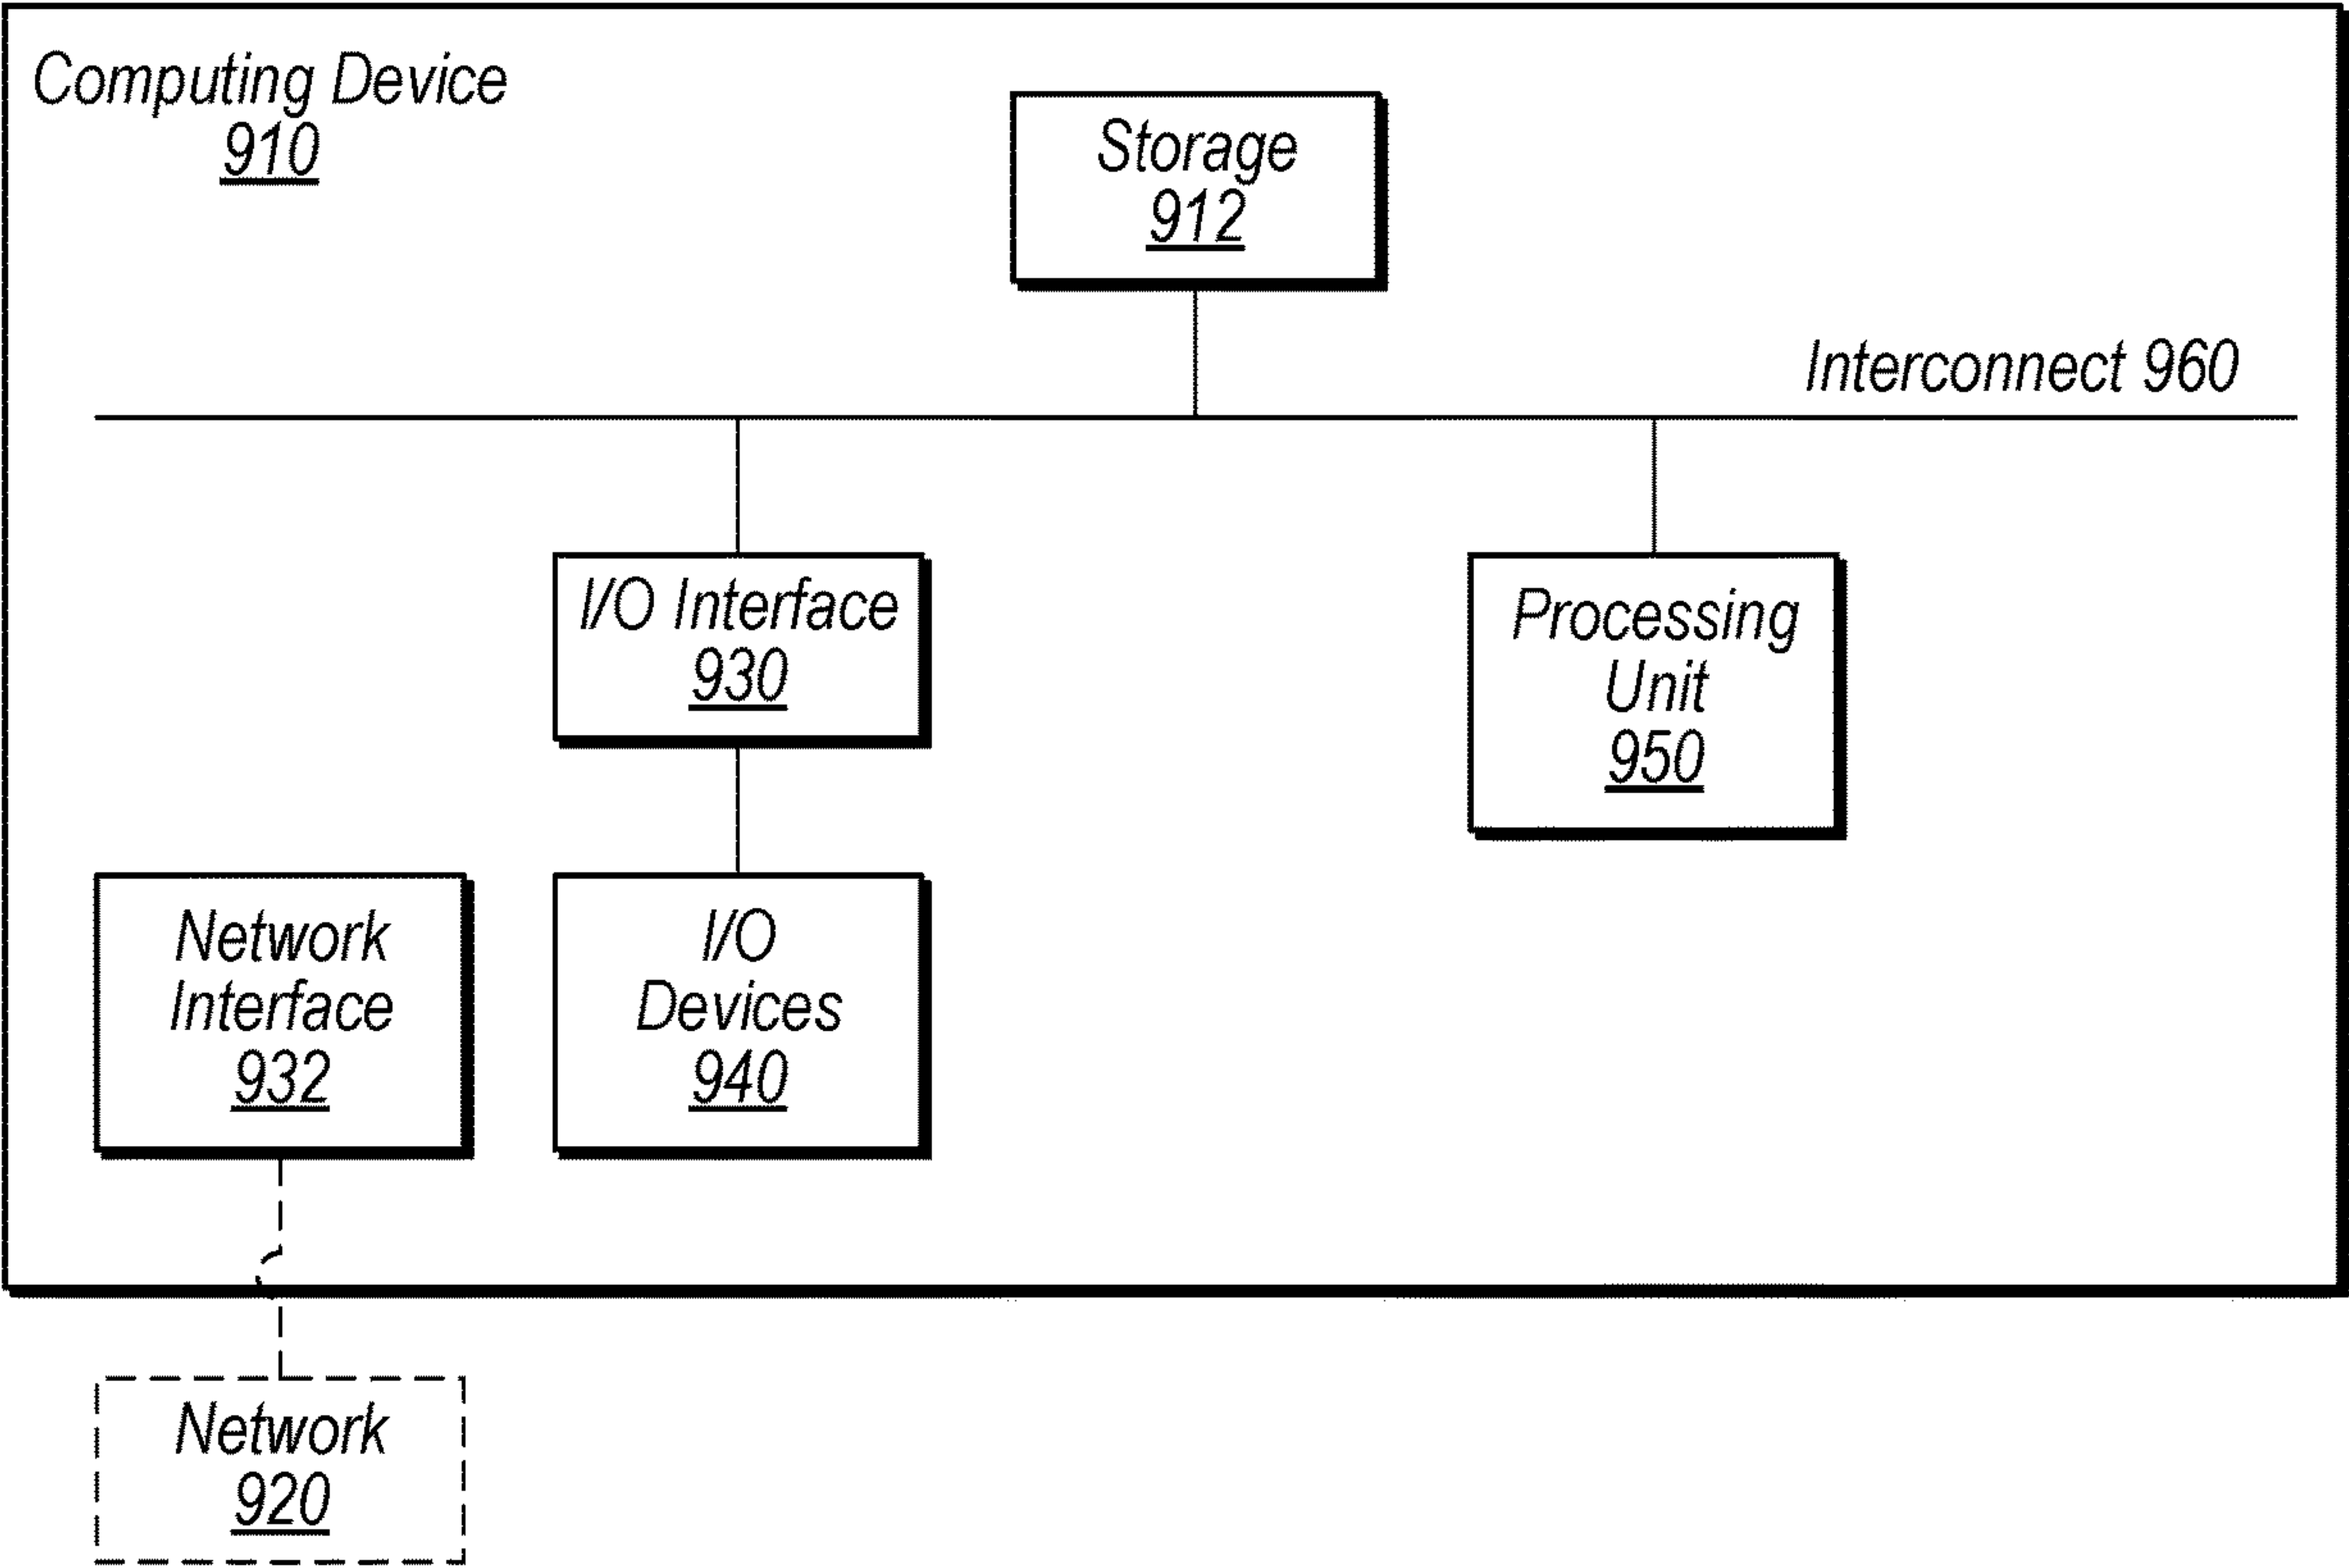 Computing Device
910
Storage
912
Interconnect 960
I/O Interface
930
Processing
Unit
950
Network
Interface
932
I/O
Devices
940
Network
920